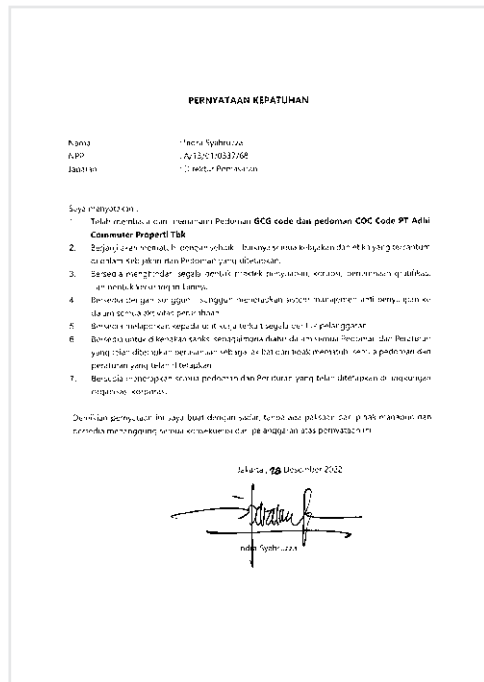 PERNYATAAN KEPATUHAN
Nama : Indra Syahruzza
NPP : A/13/01/0337/68
Jabatan : Direktur Pemasaran
Saya menyatakan :
1. Telah membaca dan memahami Pedoman GCG code dan pedoman COC Code PT Adhi
Commuter Properti Tbk
2. Berjanji akan mematuhi dengan sebaik-baiknya semua kebijakan dan etika yang tercantum
di dalam Kebijakan dan Pedoman yang ditetapkan.
3. Bersedia menghindari segala bentuk praktek penyuapan, korupsi, penerimaan gratifikasi
dan bentuk kecurangan lainnya.
4. Bersedia dengan sungguh - sungguh menerapkan sistem manajemen anti penyuapan ke
dalam semua aktivitas perusahaan
5. Bersedia melaporkan kepada unit kerja terkait segala bentuk pelanggaran
6. Bersedia untuk dikenakan sanksi sebagaimana diatur dalam semua Pedoman dan Peraturan
yang telah ditetapkan perusahaan sebagai akibat dari tidak mematuhi semua pedoman dan
peraturan yang telah ditetapkan
7. Bersedia menerapkan semua pedoman dan Peraturan yang telah ditetapkan di lingkungan
organisasi korporasi.
Demikian pernyataan ini saya buat dengan sadar, tanpa ada paksaan dari pihak manapun dan
bersedia menanggung semua konsekuensi dari pelanggaran atas pernyataan ini
Jakarta, 28 Desember 2022
Indra Syahruzza